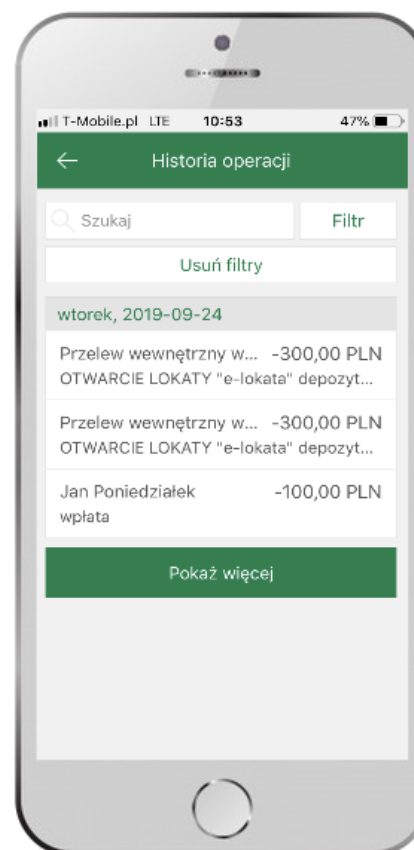 T-Mobile.pl LTE 10:53 47%
Historia operacji
Szukaj Filtr
Usuń filtry
wtorek, 2019-09-24
Przelew wewnętrzny w... -300,00 PLN
OTWARCIE LOKATY "e-lokata" depozyt...
Przelew wewnętrzny w... -300,00 PLN
OTWARCIE LOKATY "e-lokata" depozyt...
Jan Poniedziałek -100,00 PLN
wpłata
Pokaż więcej